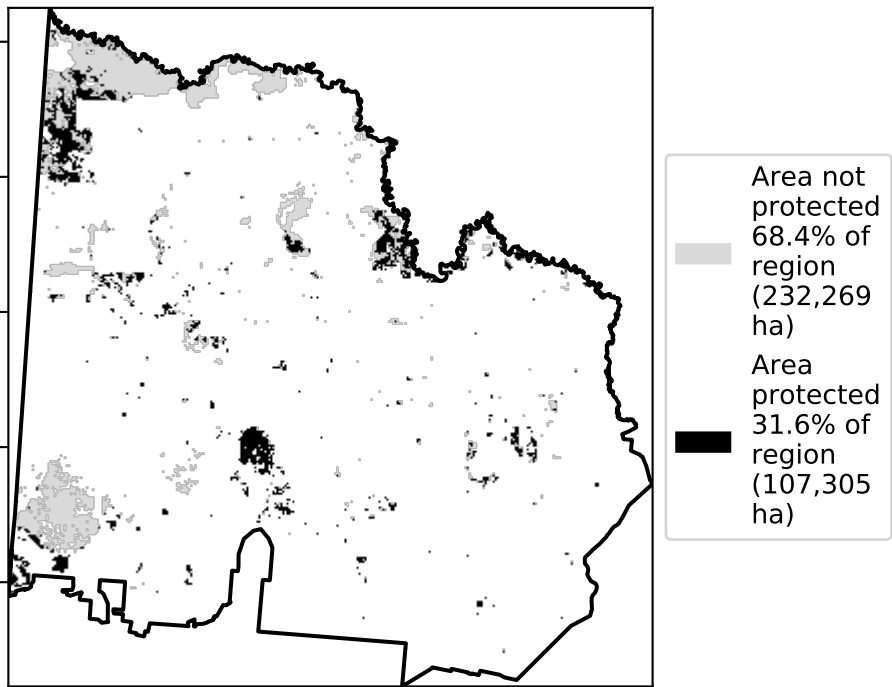 Area not
protected
68.4% of
region
(232,269
ha)
Area
protected
31.6% of
region
(107,305
ha)